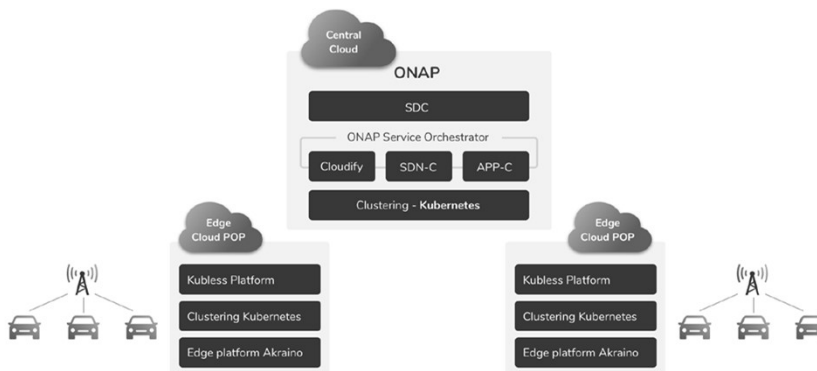 Central
Cloud
ONAP
SDC
ONAP Service Orchestrator
Cloudify
SDN-C
APP-C
Clustering - Kubernetes
Edge
Cloud POP
Kubless Platform
Clustering Kubernetes
Edge platform Akraino
Edge
Cloud POP
Kubless Platform
Clustering Kubernetes
Edge platform Akraino